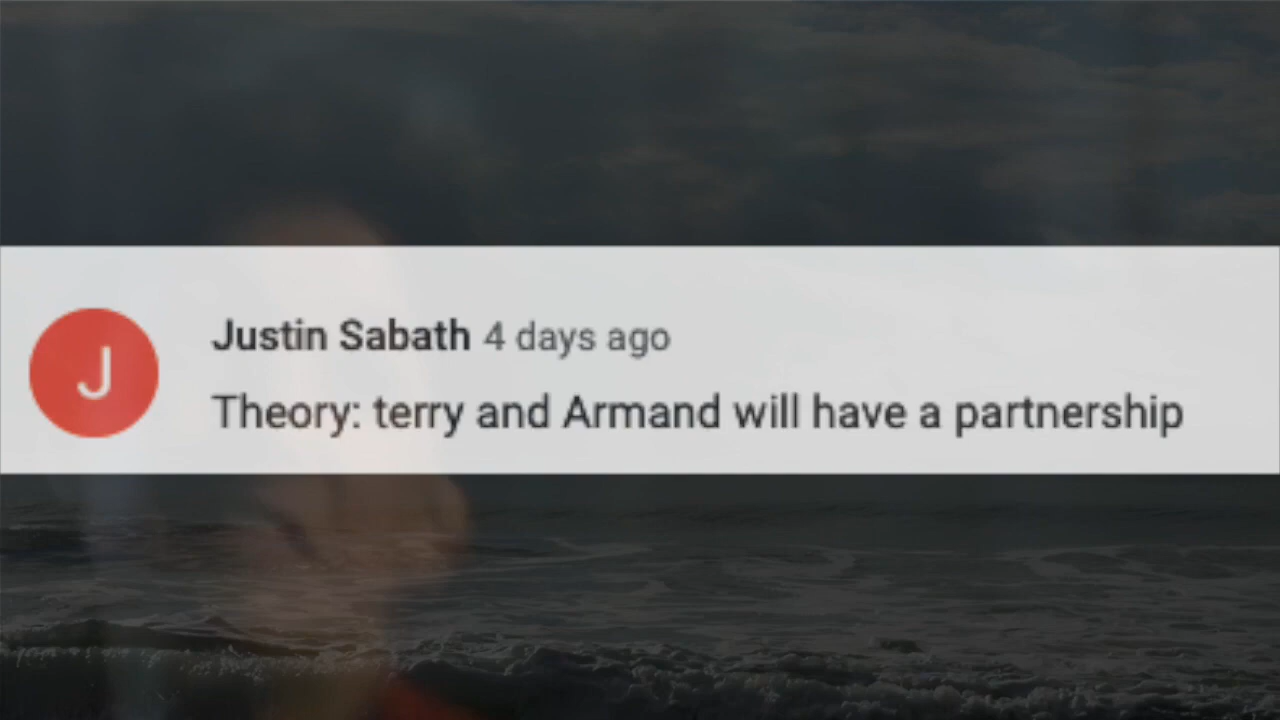 J
Justin Sabath 4 days ago
Theory: terry and Armand will have a partnership